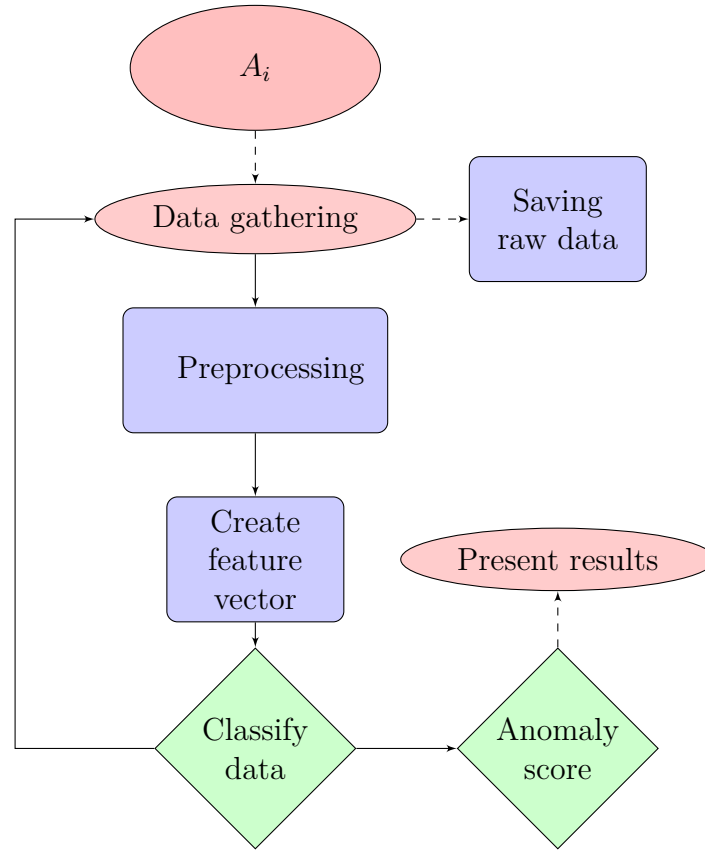 A_i
Data gathering
Saving
raw data
Preprocessing
Create
feature
vector
Present results
Classify
data
Anomaly
score